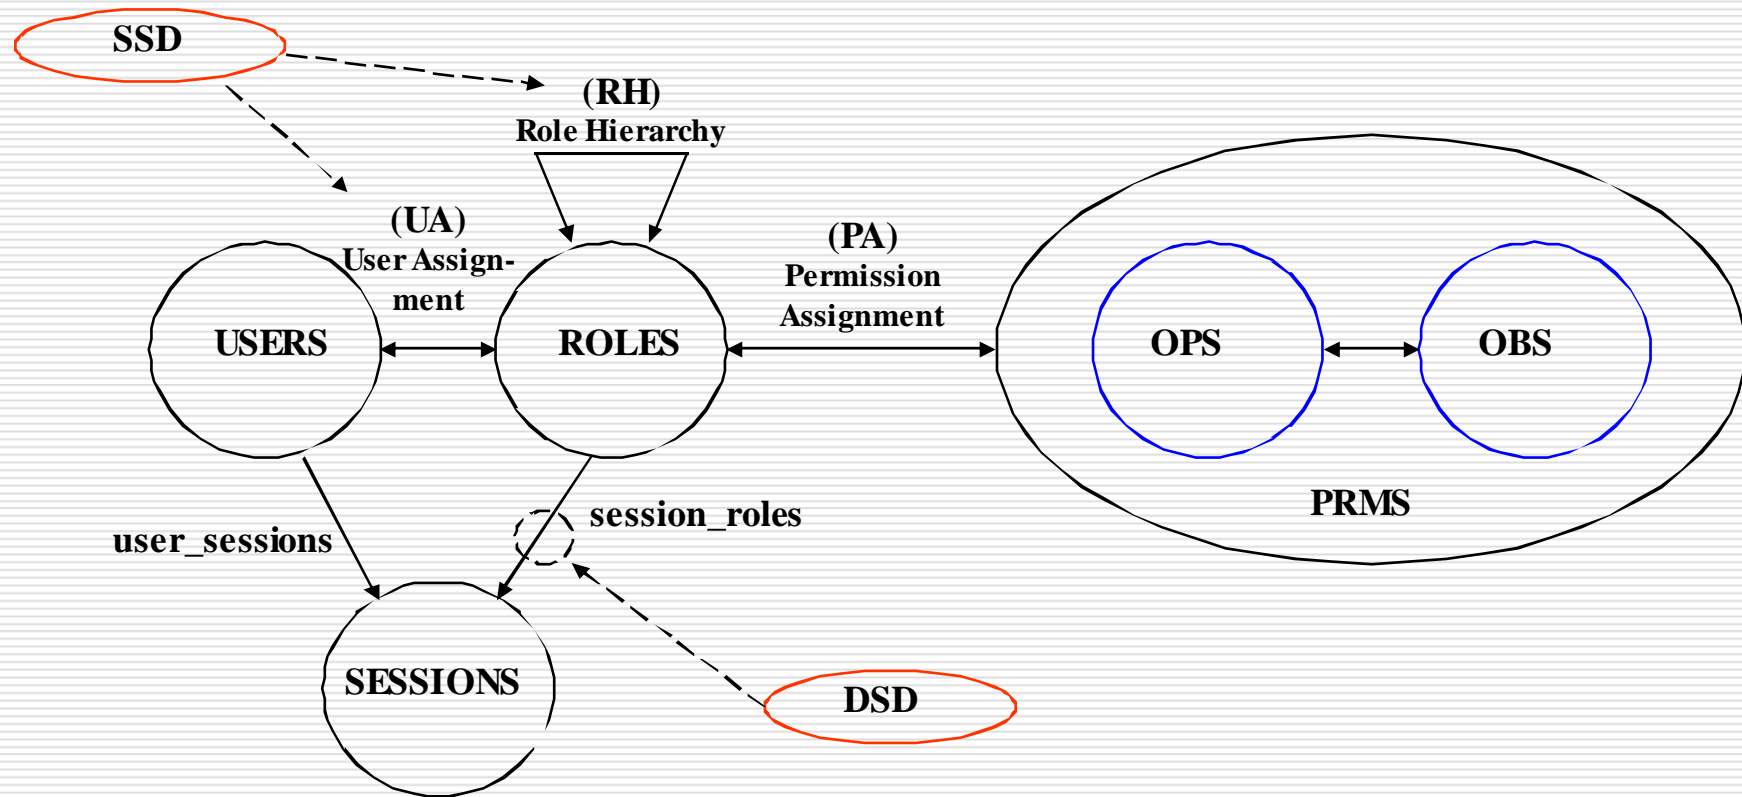 SSD
(RH)
Role Hierarchy
(UA)
User Assign-
ment
(PA)
Permission
Assignment
USERS
ROLES
OPS
OBS
PRMS
session_roles
user_sessions
SESSIONS
DSD